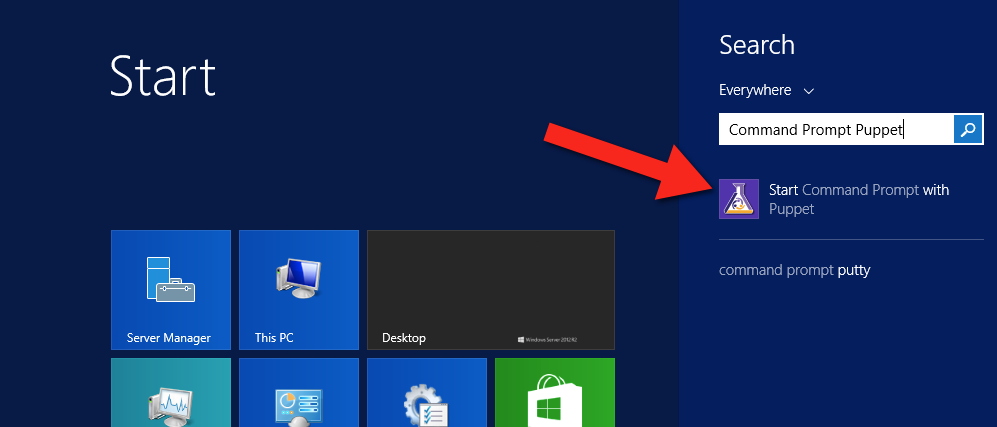 Start
Search
Everywhere
Command Prompt Puppet
Start Command Prompt with
Puppet
command prompt putty
Server Manager
This PC
Desktop
Windows Server 2012 R2